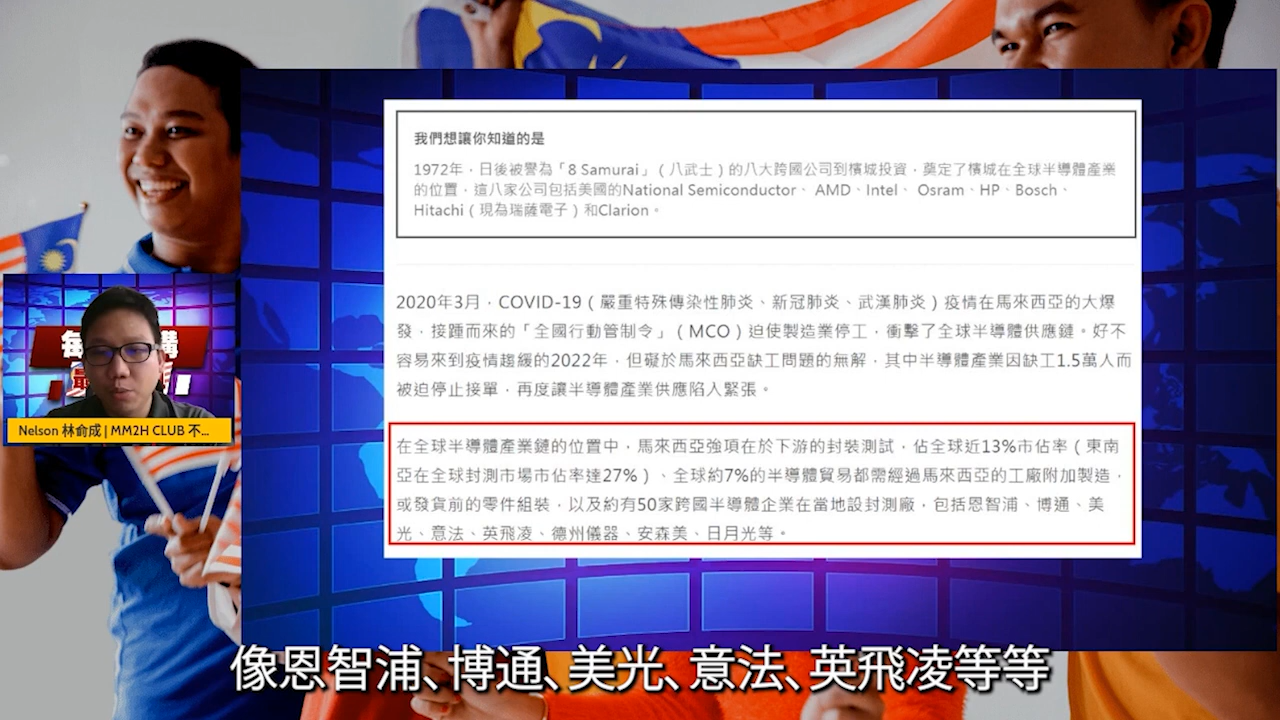 我們想讓你知道的是
1972年，日後被譽為「8 Samurai」（八武士）的八大跨國公司到檳城投資，奠定了檳城在全球半導體產業
的位置，這八家公司包括美國的National Semiconductor、 AMD、Intel、 Osram、HP、Bosch、
Hitachi（現為瑞薩電子）和Clarion。
2020年3月，COVID-19（嚴重特殊傳染性肺炎、新冠肺炎、武漢肺炎）疫情在馬來西亞的大爆
發，接踵而來的「全國行動管制令」（MCO）迫使製造業停工，衝擊了全球半導體供應鏈。好不
容易來到疫情趨緩的2022年，但礙於馬來西亞缺工問題的無解，其中半導體產業因缺工1.5萬人而
被迫停止接單，再度讓半導體產業供應陷入緊張。
在全球半導體產業鏈的位置中，馬來西亞強項在於下游的封裝測試，佔全球近13%市佔率（東南
亞在全球封測市場市佔率達27%）、全球約7%的半導體貿易都需經過馬來西亞的工廠附加製造，
或發貨前的零件組裝，以及約有50家跨國半導體企業在當地設封測廠，包括恩智浦、博通、美
光、意法、英飛凌、德州儀器、安森美、日月光等。
每
講
Nelson 林俞成 | MM2H CLUB 不...
像恩智浦、博通、美光、意法、英飛凌等等